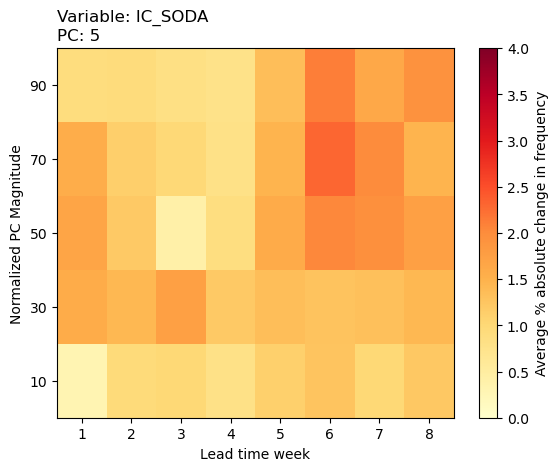 Variable: IC_SODA
PC: 5
Normalized PC Magnitude
90
70
50
30
10
1 2 3 4 5 6 7 8
Lead time week
4.0
3.5
3.0
2.5
2.0
1.5
1.0
0.5
0.0
Average % absolute change in frequency